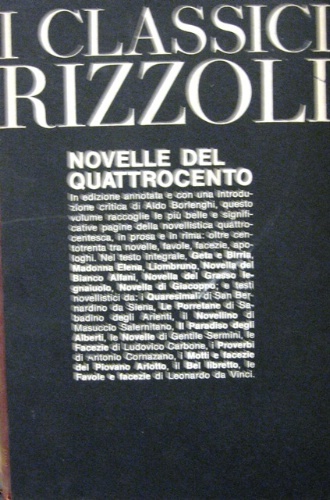 I CLASSICI
RIZZOLI
NOVELLE DEL
QUATTROCENTO
In edizione annotata e con una introdu-
zione critica di Aldo Borlenghi, questo
volume raccoglie le più belle e signifi-
cative pagine della novellistica quattro-
centesca, in prosa e in rima: oltre cen-
totrenta tra novelle, favole, facezie, apo-
loghi. Nel testo integrale, Geta e Birria,
Madonna Elena, Liombruno, Novella del
Bianco Alfani, Novella del Grasso le-
gnaiuolo, Novella di Giacoppo; e testi
novellistici da: i Quaresimali di San Ber-
nardino da Siena, Le Porretane di Sa-
badino degli Arienti, il Novellino di
Masuccio Salernitano, Il Paradiso degli
Alberti, le Novelle di Gentile Sermini, le
Facezie di Ludovico Carbone, i Proverbi
di Antonio Cornazano, i Motti e facezie
del Piovano Arlotto, il Bel libretto, le
Favole e facezie di Leonardo da Vinci.